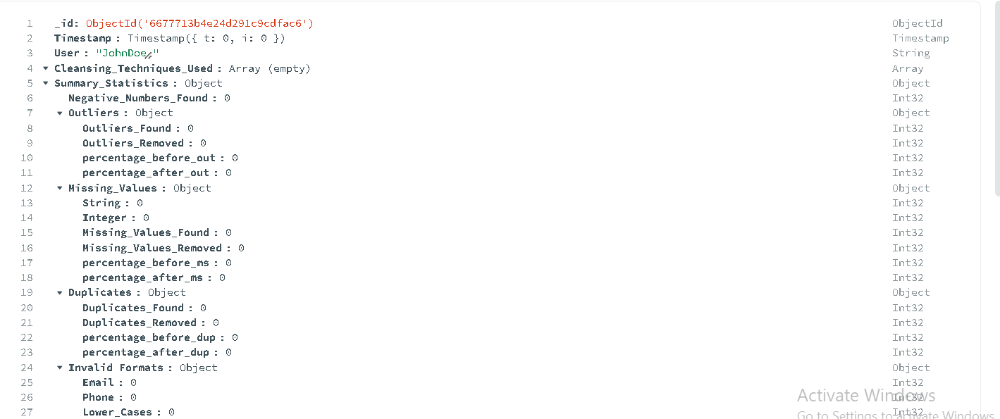 1 _id: ObjectId('6677713b4e24d291c9cdfac6') ObjectId
2 Timestamp : Timestamp({ t: 0, i: 0 }) Timestamp
3 User : "JohnDoe" String
4 Cleansing_Techniques_Used : Array (empty) Array
5 Summary_Statistics : Object Object
6 Negative_Numbers_Found : 0 Int32
7 Outliers : Object Object
8 Outliers_Found : 0 Int32
9 Outliers_Removed : 0 Int32
10 percentage_before_out : 0 Int32
11 percentage_after_out : 0 Int32
12 Missing_Values : Object Object
13 String : 0 Int32
14 Integer : 0 Int32
15 Missing_Values_Found : 0 Int32
16 Missing_Values_Removed : 0 Int32
17 percentage_before_ms : 0 Int32
18 percentage_after_ms : 0 Int32
19 Duplicates : Object Object
20 Duplicates_Found : 0 Int32
21 Duplicates_Removed : 0 Int32
22 percentage_before_dup : 0 Int32
23 percentage_after_dup : 0 Int32
24 Invalid Formats : Object Object
25 Email : 0 Int32
26 Phone : 0 Int32
27 Lower_Cases : 0 Int32
Activate Windows
Go to Settings to activate Windows